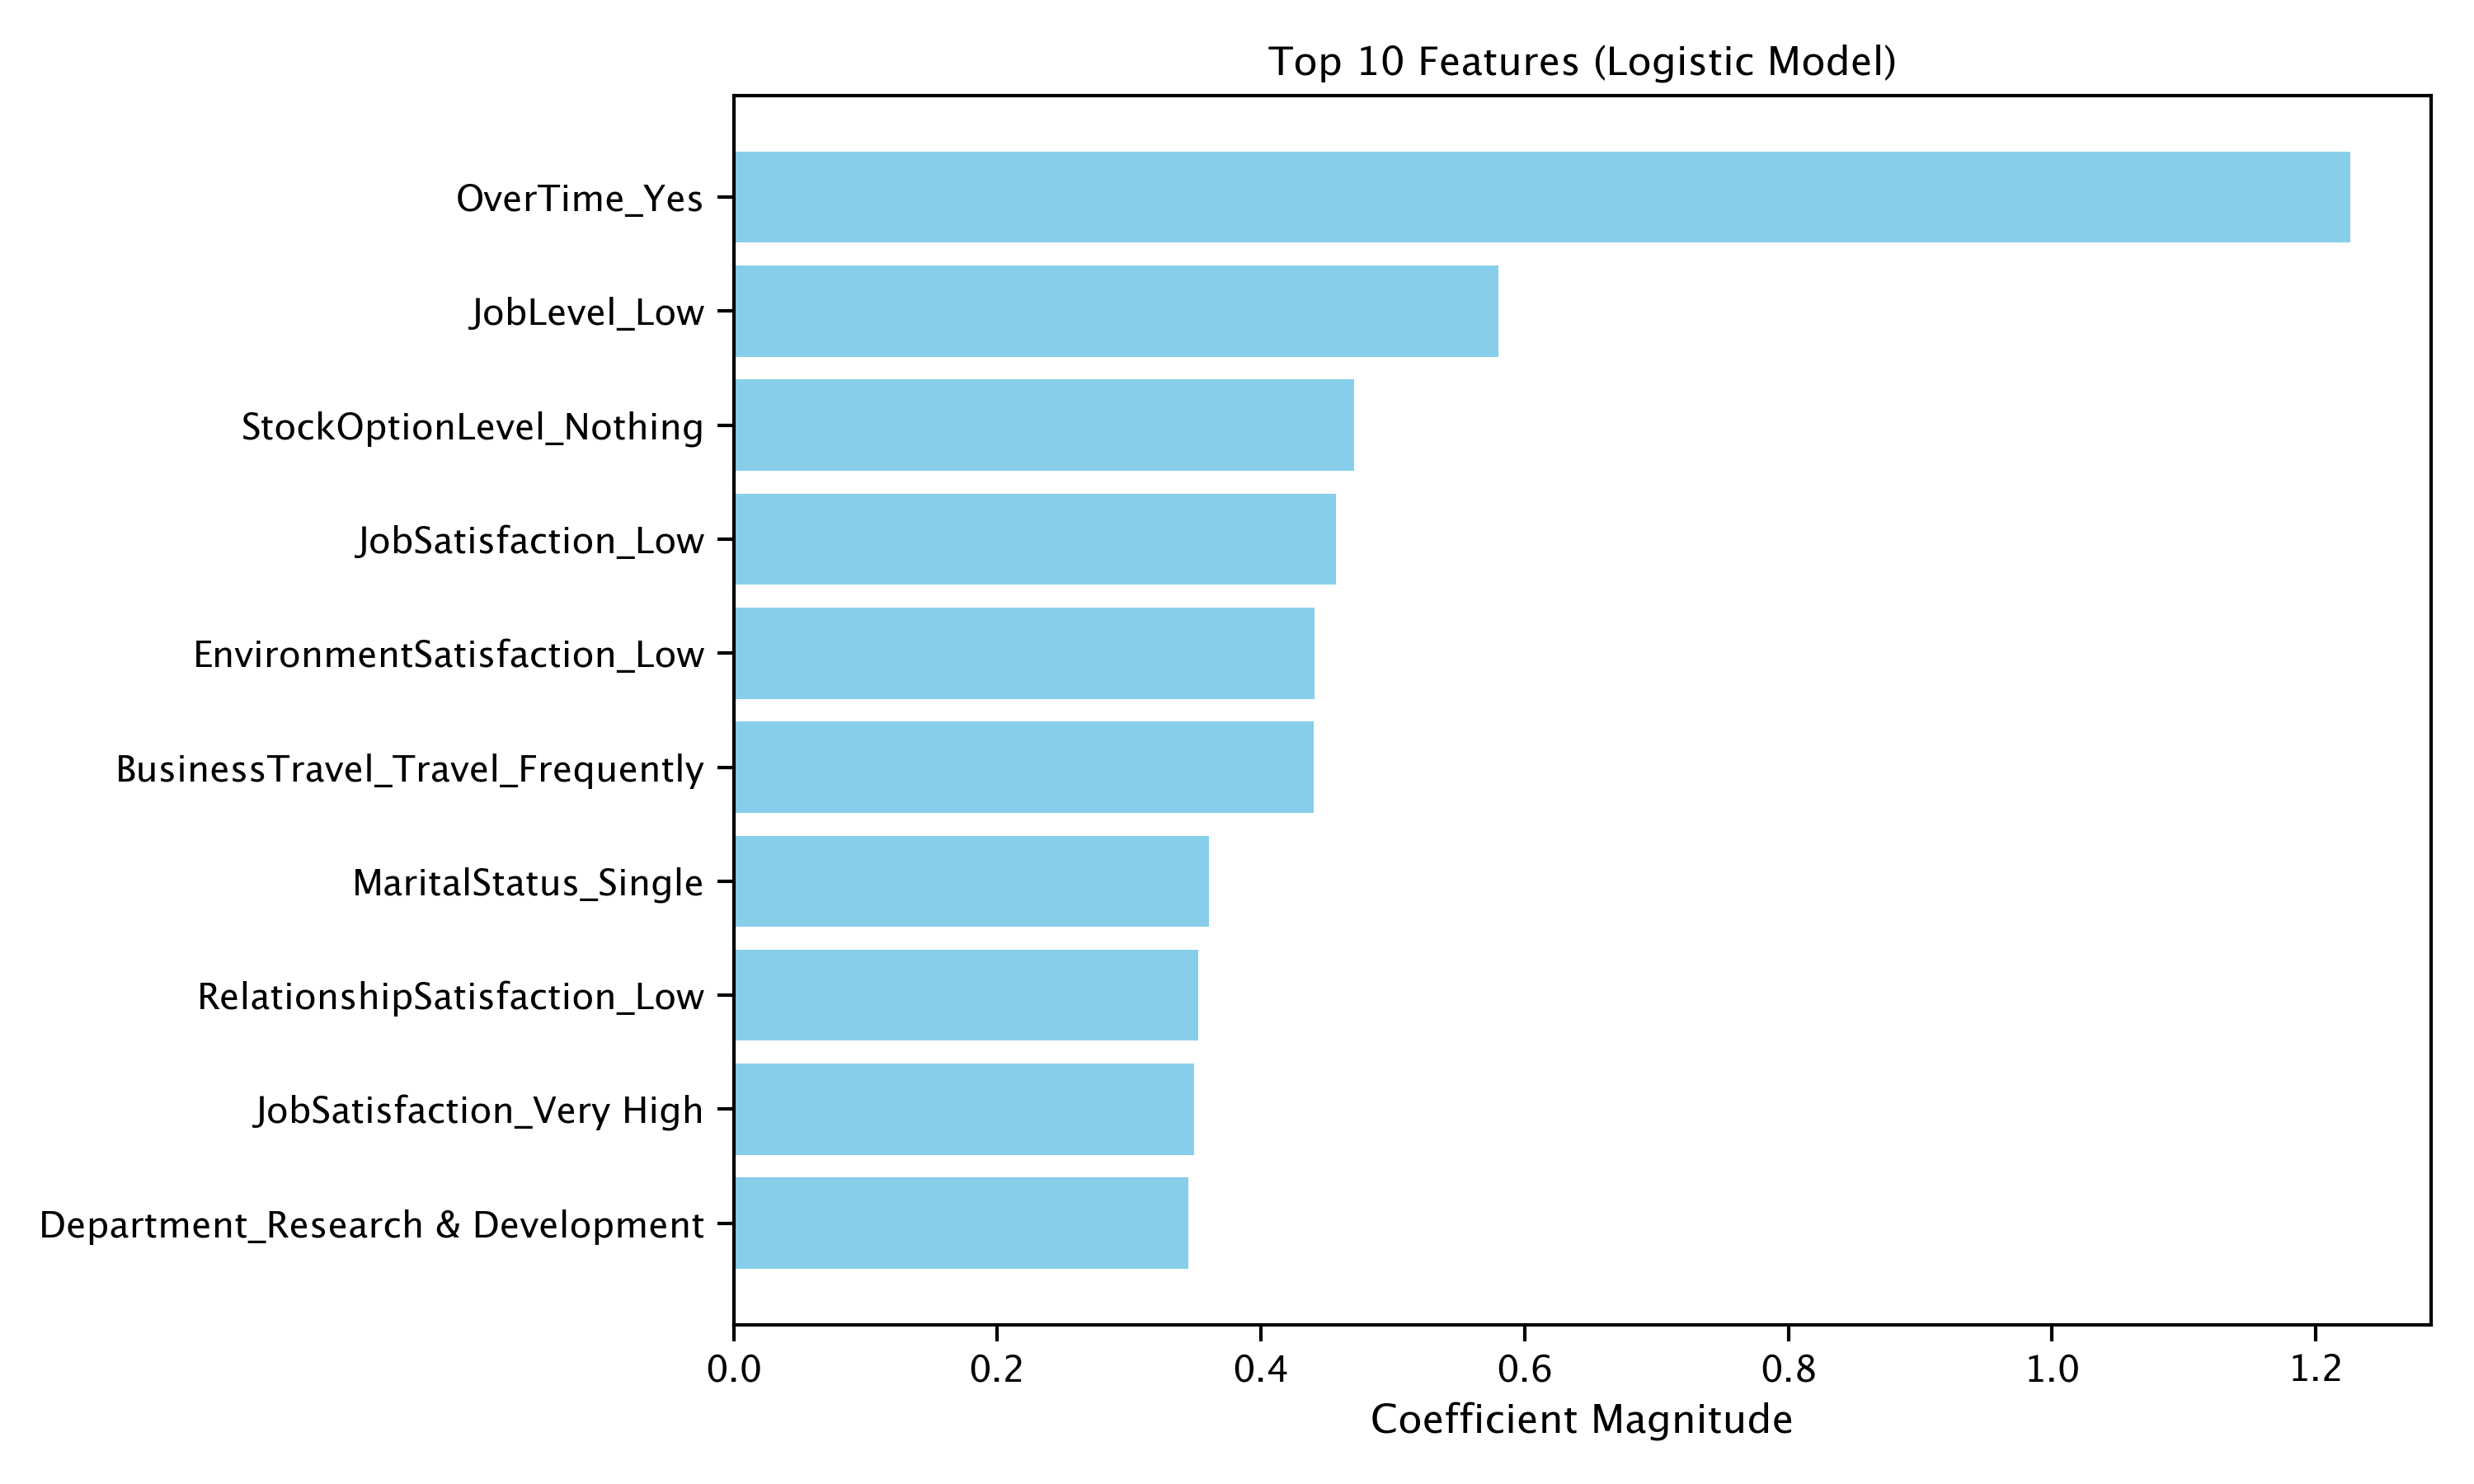 Top 10 Features (Logistic Model)
OverTime_Yes
JobLevel_Low
StockOptionLevel_Nothing
JobSatisfaction_Low
EnvironmentSatisfaction_Low
BusinessTravel_Travel_Frequently
MaritalStatus_Single
RelationshipSatisfaction_Low
JobSatisfaction_Very High
Department_Research & Development
0.0 0.2 0.4 0.6 0.8 1.0 1.2
Coefficient Magnitude